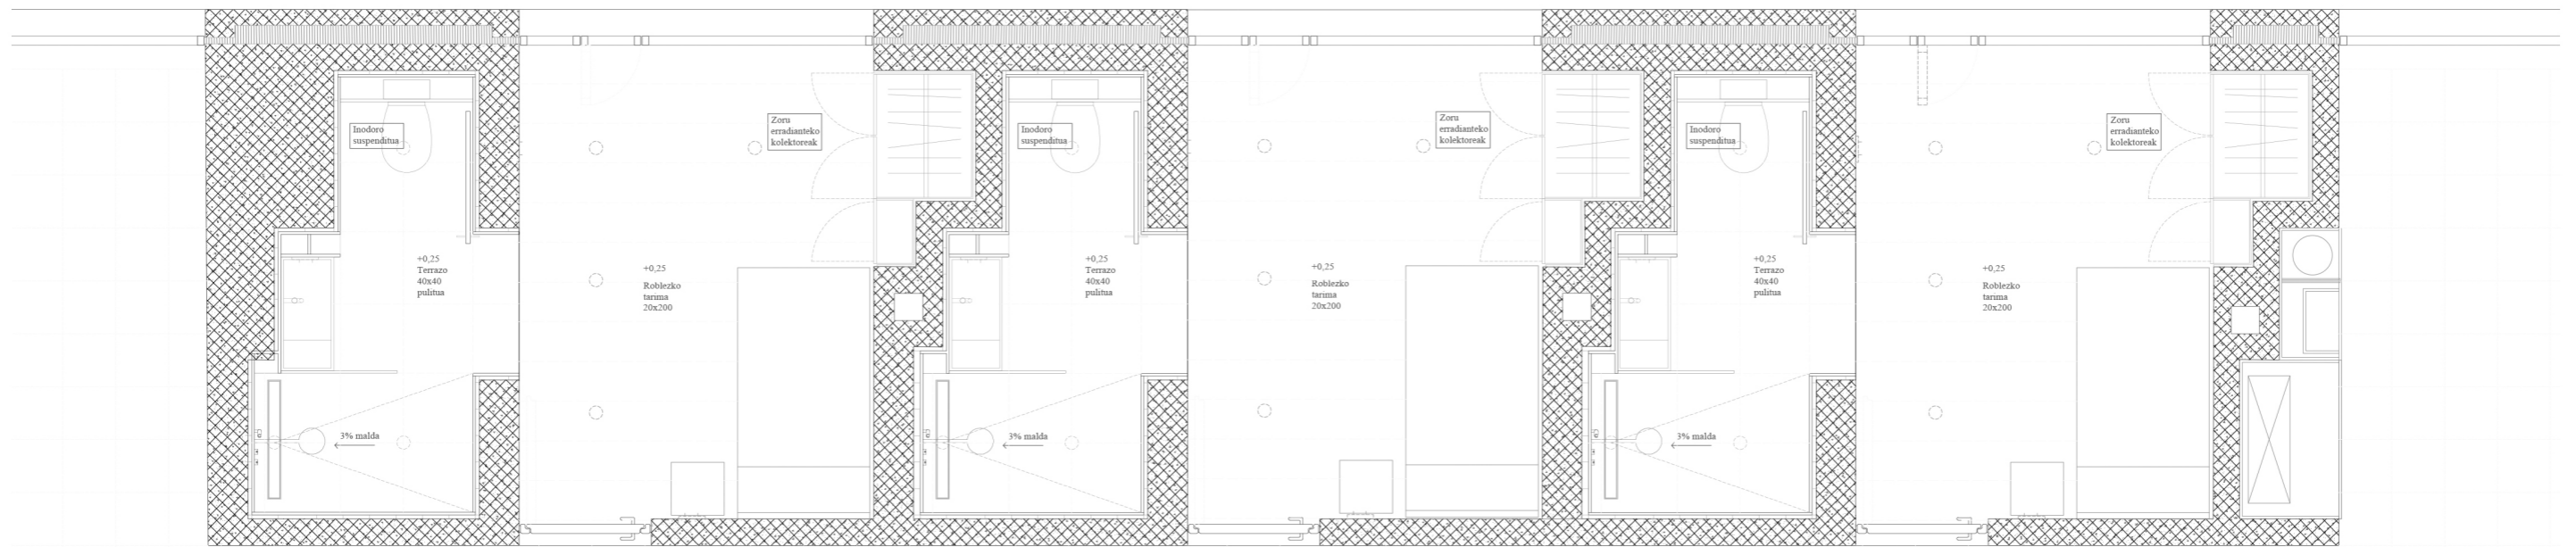 Inodoro
suspenditua
Zoru
erradianteko
kolektoreak
Inodoro
suspenditua
Zoru
erradianteko
kolektoreak
Inodoro
suspenditua
Zoru
erradianteko
kolektoreak
+0,25
Terrazo
40x40
pulitua
+0,25
Roblezko
tarima
20x200
+0,25
Terrazo
40x40
pulitua
+0,25
Roblezko
tarima
20x200
+0,25
Terrazo
40x40
pulitua
+0,25
Roblezko
tarima
20x200
3% malda
3% malda
3% malda